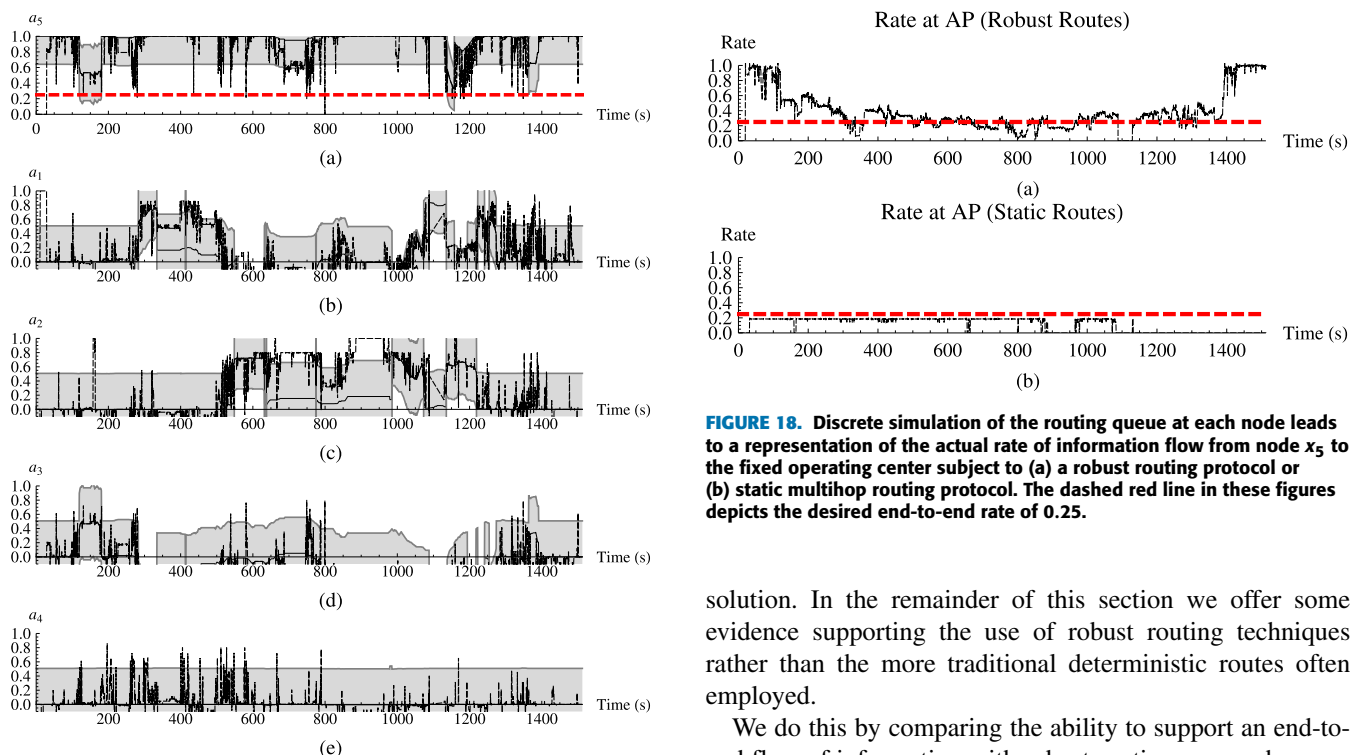 a5
1.0
0.8
0.6
0.4
0.2
0.0
0 200 400 600 800 1000 1200 1400
Time (s)
(a)
a1
1.0
0.8
0.6
0.4
0.2
0.0
200 400 600 800 1000 1200 1400
Time (s)
(b)
a2
1.0
0.8
0.6
0.4
0.2
0.0
200 400 600 800 1000 1200 1400
Time (s)
(c)
a3
1.0
0.8
0.6
0.4
0.2
0.0
200 400 600 800 1000 1200 1400
Time (s)
(d)
a4
1.0
0.8
0.6
0.4
0.2
0.0
200 400 600 800 1000 1200 1400
Time (s)
(e)
Rate at AP (Robust Routes)
Rate
1.0
0.8
0.6
0.4
0.2
0.0
0 200 400 600 800 1000 1200 1400
Time (s)
(a)
Rate at AP (Static Routes)
Rate
1.0
0.8
0.6
0.4
0.2
0.0
0 200 400 600 800 1000 1200 1400
Time (s)
(b)
FIGURE 18. Discrete simulation of the routing queue at each node leads
to a representation of the actual rate of information flow from node x5 to
the fixed operating center subject to (a) a robust routing protocol or
(b) static multihop routing protocol. The dashed red line in these figures
depicts the desired end-to-end rate of 0.25.
solution. In the remainder of this section we offer some
evidence supporting the use of robust routing techniques
rather than the more traditional deterministic routes often
employed.
We do this by comparing the ability to support an end-to-